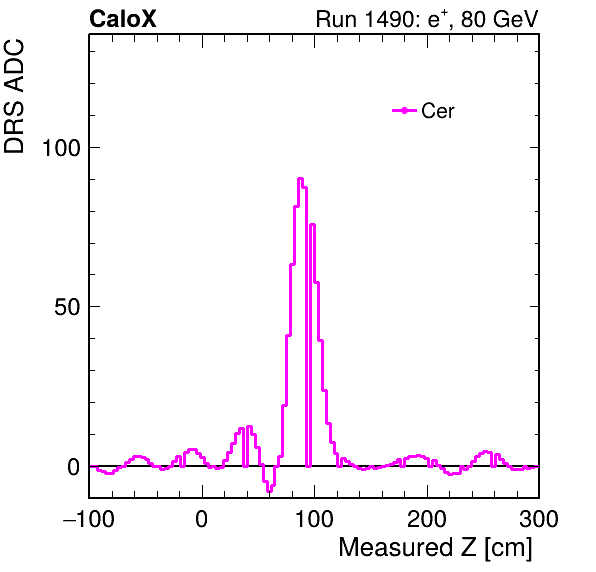 CaloX Run 1490: e⁺, 80 GeV
DRS ADC
Cer
100
50
0
−100 0 100 200 300
Measured Z [cm]